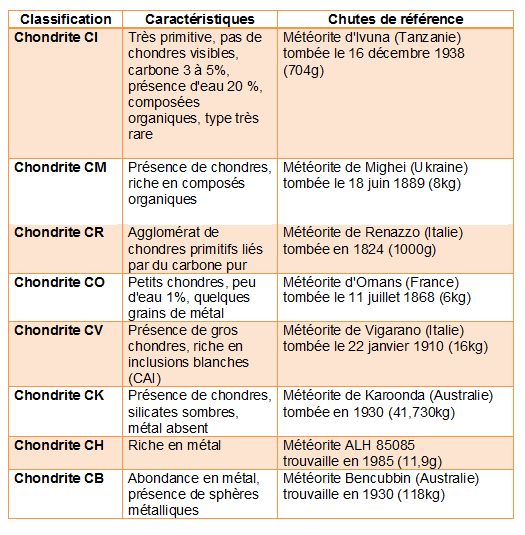 Classification Caractéristiques Chutes de référence
Chondrite CI
Très primitive, pas de
chondres visibles,
carbone 3 à 5%,
présence d'eau 20 %,
composées
organiques, type très
rare
Météorite d'Ivuna (Tanzanie)
tombée le 16 décembre 1938
(704g)
Chondrite CM
Présence de chondres,
riche en composés
organiques
Météorite de Mighei (Ukraine)
tombée le 18 juin 1889 (8kg)
Chondrite CR
Agglomérat de
chondres primitifs liés
par du carbone pur
Météorite de Renazzo (Italie)
tombée en 1824 (1000g)
Chondrite CO
Petits chondres, peu
d'eau 1%, quelques
grains de métal
Météorite d'Ornans (France)
tombée le 11 juillet 1868 (6kg)
Chondrite CV
Présence de gros
chondres, riche en
inclusions blanches
(CAI)
Météorite de Vigarano (Italie)
tombée le 22 janvier 1910 (16kg)
Chondrite CK
Présence de chondres,
silicates sombres,
métal absent
Météorite de Karoonda (Australie)
tombée en 1930 (41,730kg)
Chondrite CH
Riche en métal
Météorite ALH 85085
trouvaille en 1985 (11,9g)
Chondrite CB
Abondance en métal,
présence de sphères
métalliques
Météorite Bencubbin (Australie)
trouvaille en 1930 (118kg)